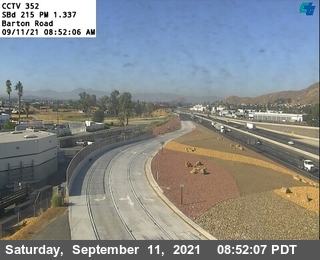 CCTV 352
SBd 215 PM 1.337
Barton Road
09/11/21 08:52:06 AM
Saturday, September 11, 2021 08:52:07 PDT